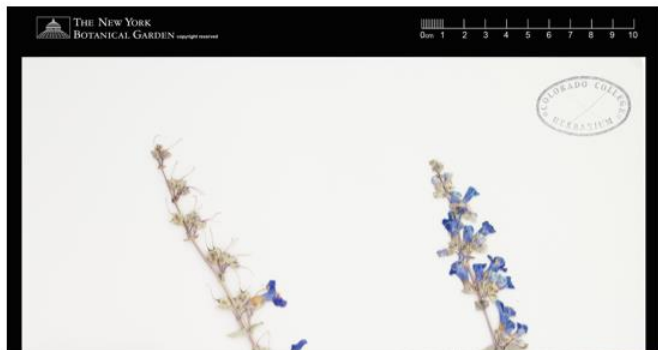 THE NEW YORK
BOTANICAL GARDEN copyright reserved
0cm 1 2 3 4 5 6 7 8 9 10
COLORADO COLLEGE
HERBARIUM